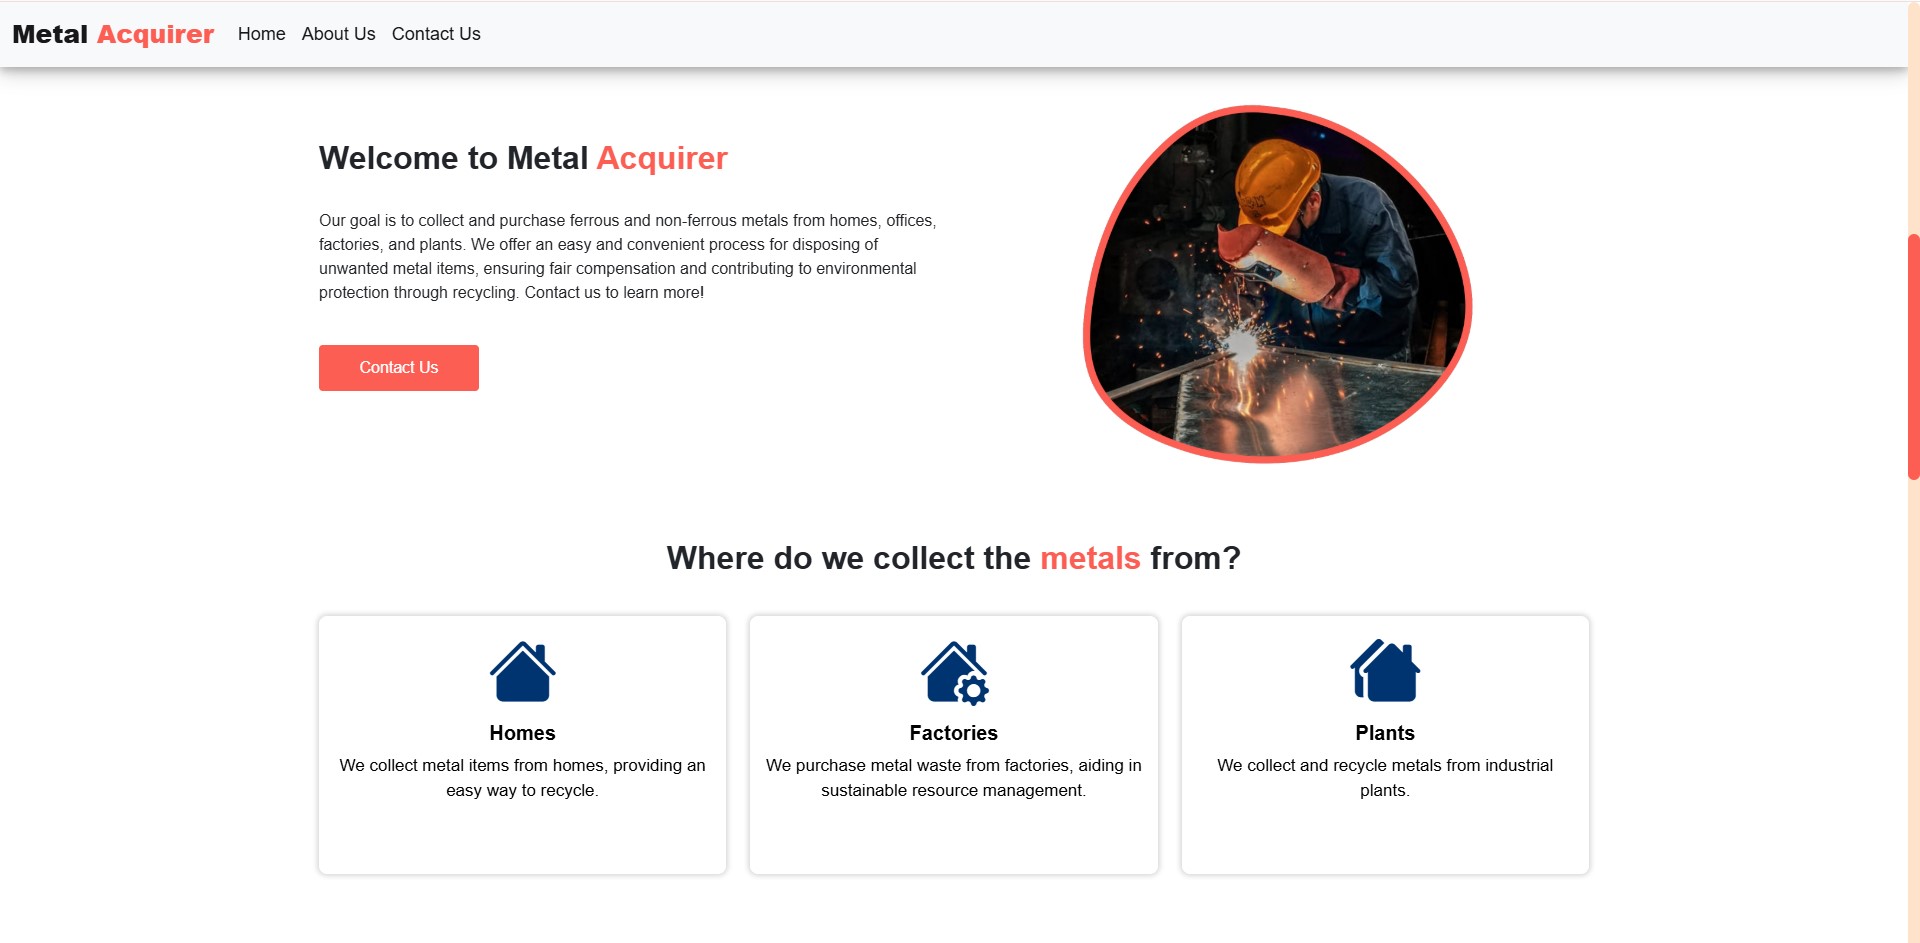 Metal Acquirer Home About Us Contact Us
Welcome to Metal Acquirer
Our goal is to collect and purchase ferrous and non-ferrous metals from homes, offices,
factories, and plants. We offer an easy and convenient process for disposing of
unwanted metal items, ensuring fair compensation and contributing to environmental
protection through recycling. Contact us to learn more!
Contact Us
Where do we collect the metals from?
Homes
We collect metal items from homes, providing an
easy way to recycle.
Factories
We purchase metal waste from factories, aiding in
sustainable resource management.
Plants
We collect and recycle metals from industrial
plants.